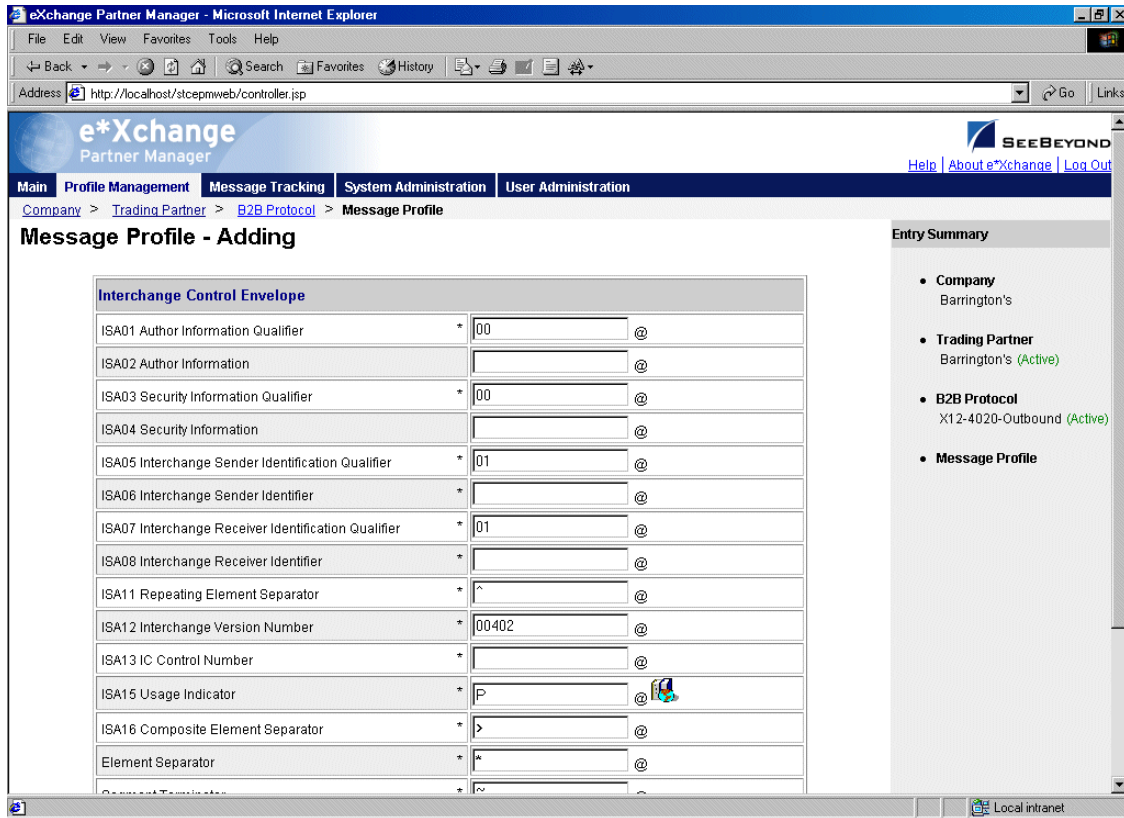 eXchange Partner Manager - Microsoft Internet Explorer
File Edit View Favorites Tools Help
Back Search Favorites History
Address http://localhost/stcepmweb/controller.jsp Go Links
e*Xchange
Partner Manager
SEEBEYOND
Help | About e*Xchange | Log Out
Main Profile Management Message Tracking System Administration User Administration
Company > Trading Partner > B2B Protocol > Message Profile
Message Profile - Adding
Interchange Control Envelope
ISA01 Author Information Qualifier * 00 @
ISA02 Author Information @
ISA03 Security Information Qualifier * 00 @
ISA04 Security Information @
ISA05 Interchange Sender Identification Qualifier * 01 @
ISA06 Interchange Sender Identifier * @
ISA07 Interchange Receiver Identification Qualifier * 01 @
ISA08 Interchange Receiver Identifier * @
ISA11 Repeating Element Separator * ^ @
ISA12 Interchange Version Number * 00402 @
ISA13 IC Control Number * @
ISA15 Usage Indicator * P @
ISA16 Composite Element Separator * > @
Element Separator * * @
Segment Terminator * ~ @
Entry Summary
Company
Barrington's
Trading Partner
Barrington's (Active)
B2B Protocol
X12-4020-Outbound (Active)
Message Profile
Local intranet